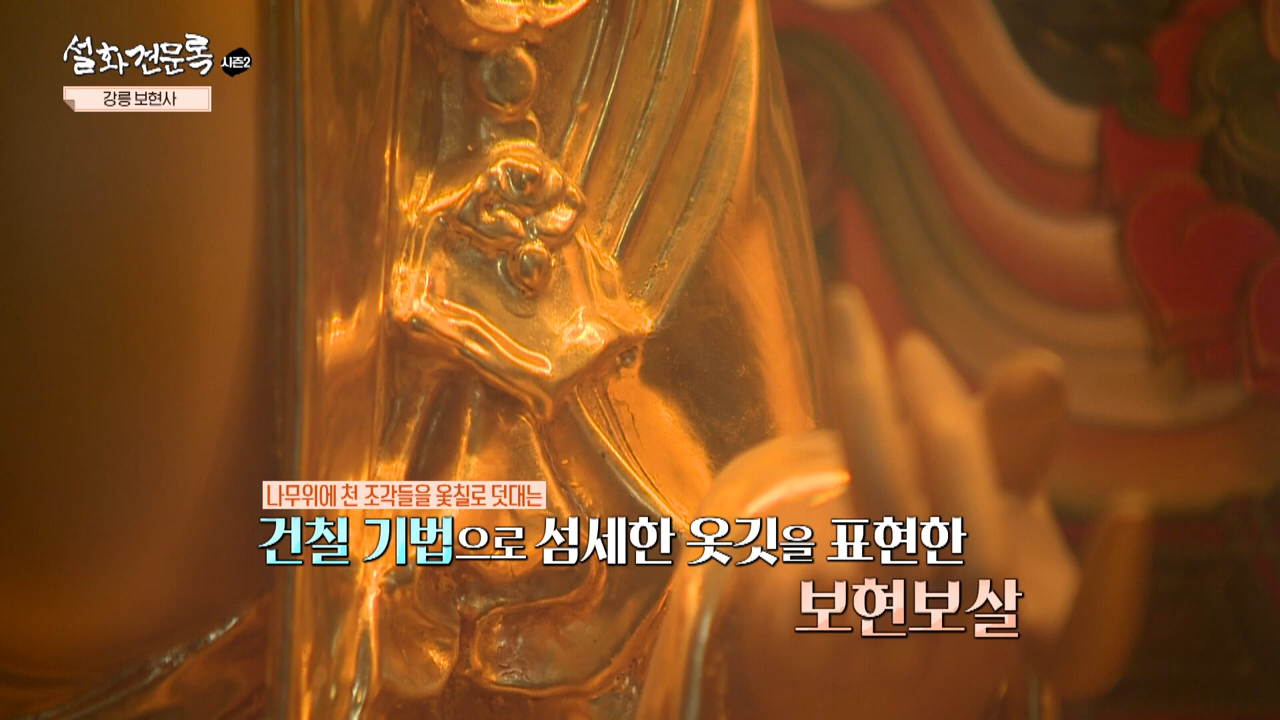 설화견문록 시즌2
강릉 보현사
나무위에 천 조각들을 옻칠로 덧대는
건칠 기법으로 섬세한 옷깃을 표현한
보현보살